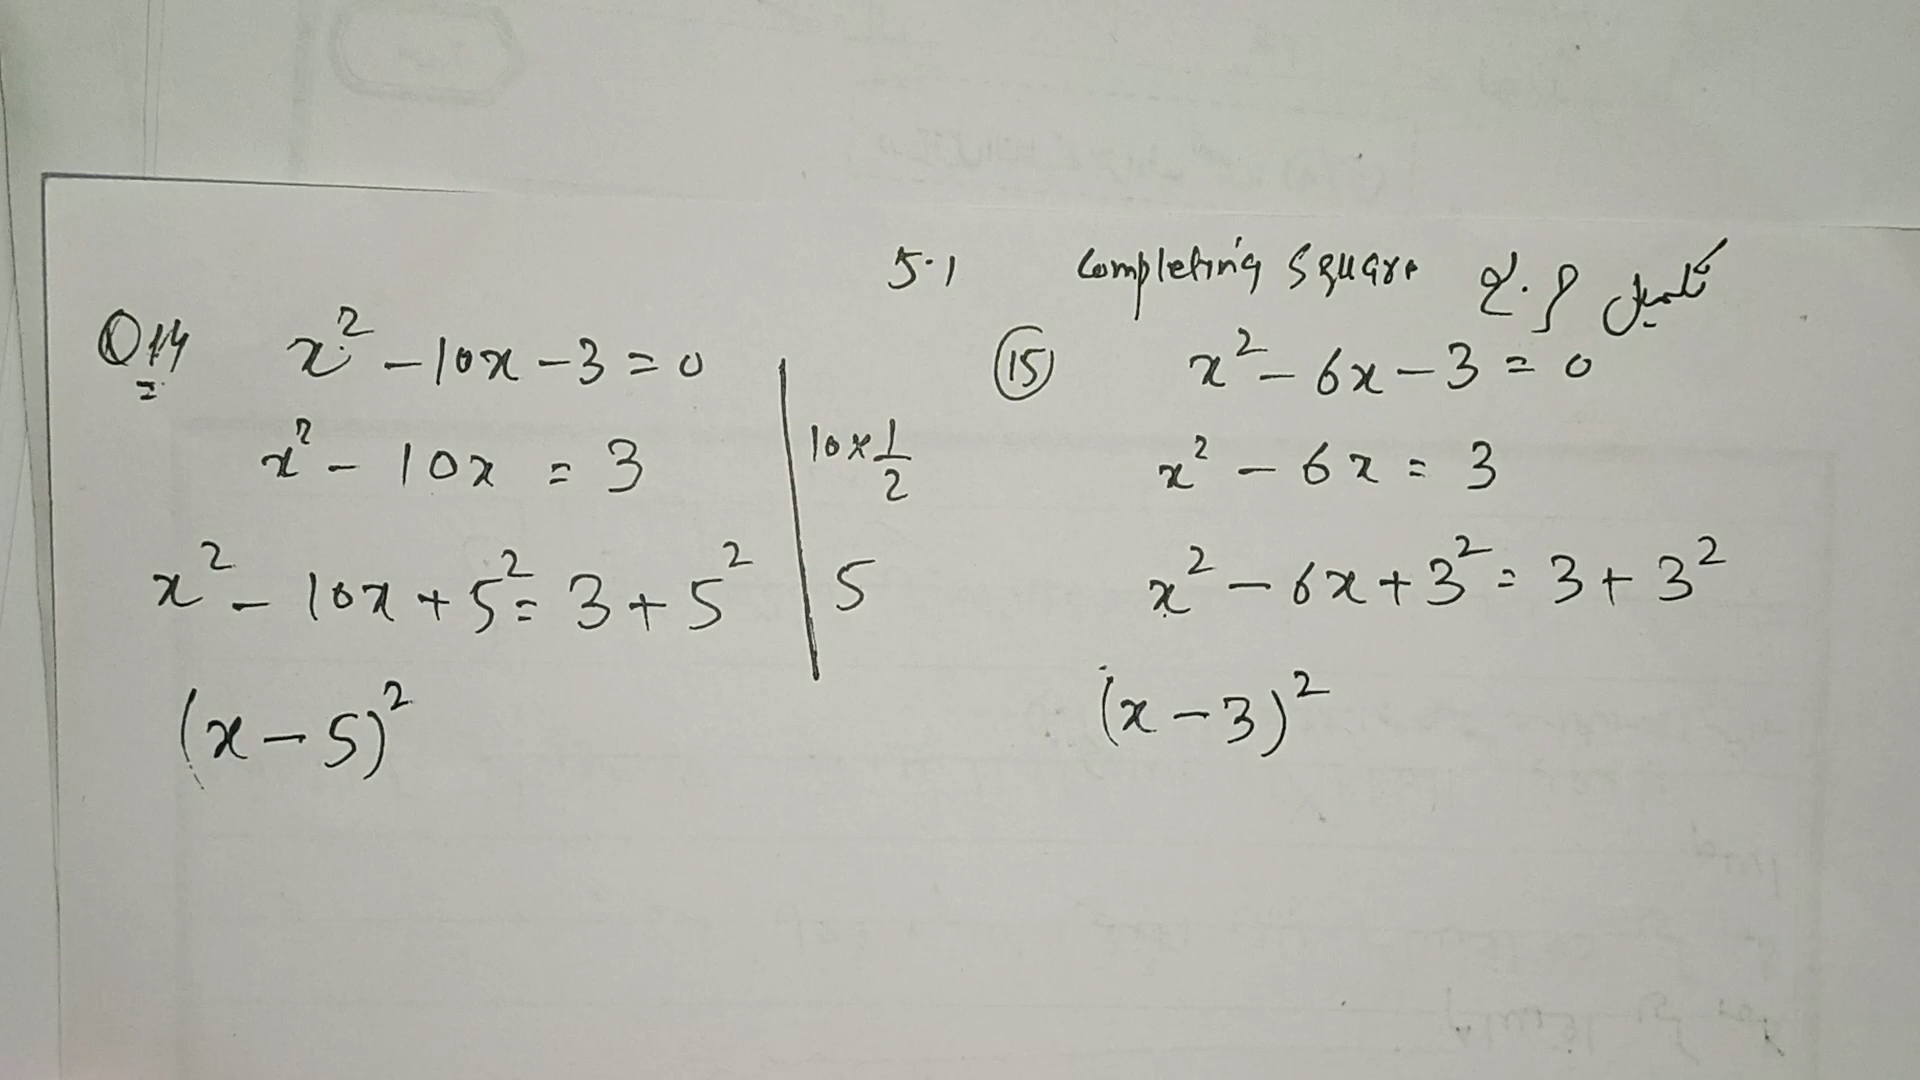 5.1 Completing Square تکمیل مربع
Q14 x² - 10x - 3 = 0
x² - 10x = 3
10 × 1/2
x² - 10x + 5² = 3 + 5²
5
(x - 5)²
(15) x² - 6x - 3 = 0
x² - 6x = 3
x² - 6x + 3² = 3 + 3²
(x - 3)²